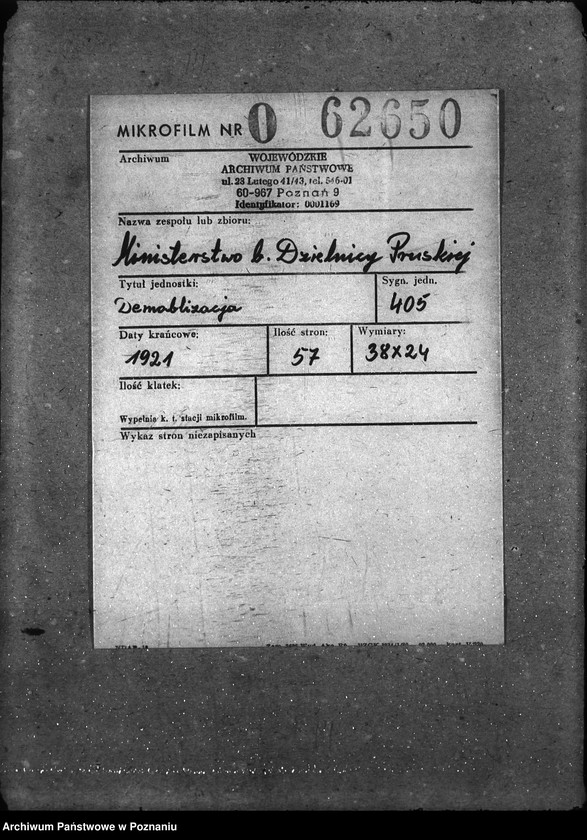 MIKROFILM NR O 62650
Archiwum
WOJEWÓDZKIE
ARCHIWUM PAŃSTWOWE
ul. 23 Lutego 41/43, tel. 546-01
60-967 Poznań 9
Identyfikator: 0001169
Nazwa zespołu lub zbioru:
Ministerstwo b. Dzielnicy Pruskiej
Tytuł jednostki:
Demoblizacja
Sygn. jedn.
405
Daty krańcowe:
1921
Ilość stron:
57
Wymiary:
38x24
Ilość klatek:
Wypełnia k. t. stacji mikrofilm.
Wykaz stron niezapisanych
Archiwum Państwowe w Poznaniu